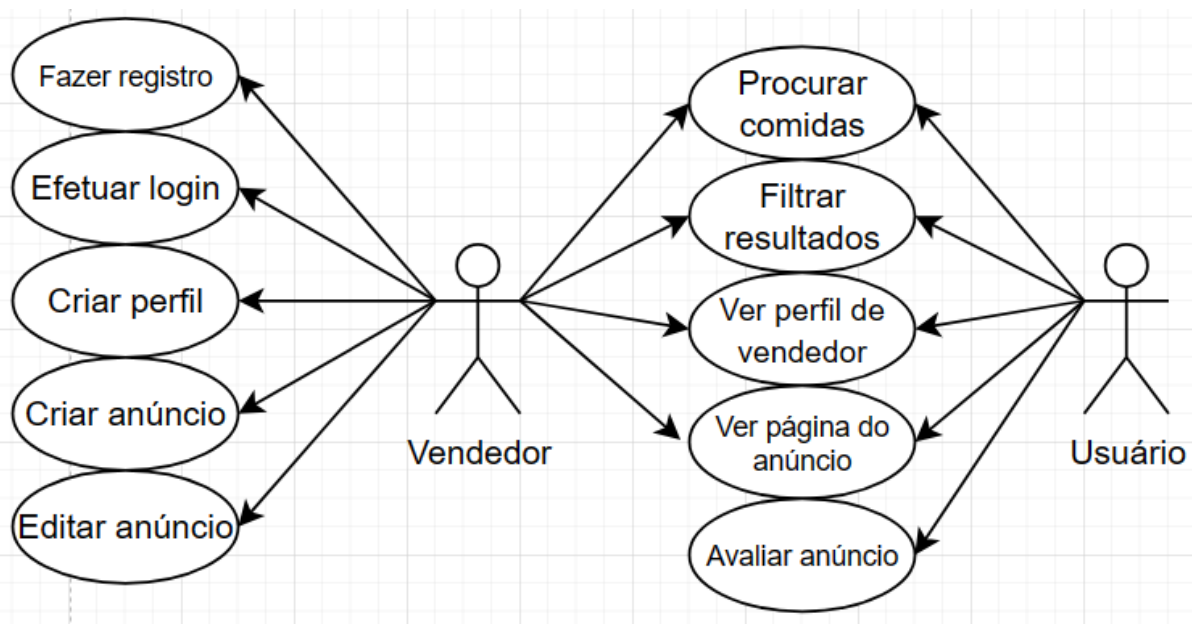 Fazer registro
Efetuar login
Criar perfil
Criar anúncio
Editar anúncio
Vendedor
Procurar
comidas
Filtrar
resultados
Ver perfil de
vendedor
Ver página do
anúncio
Avaliar anúncio
Usuário